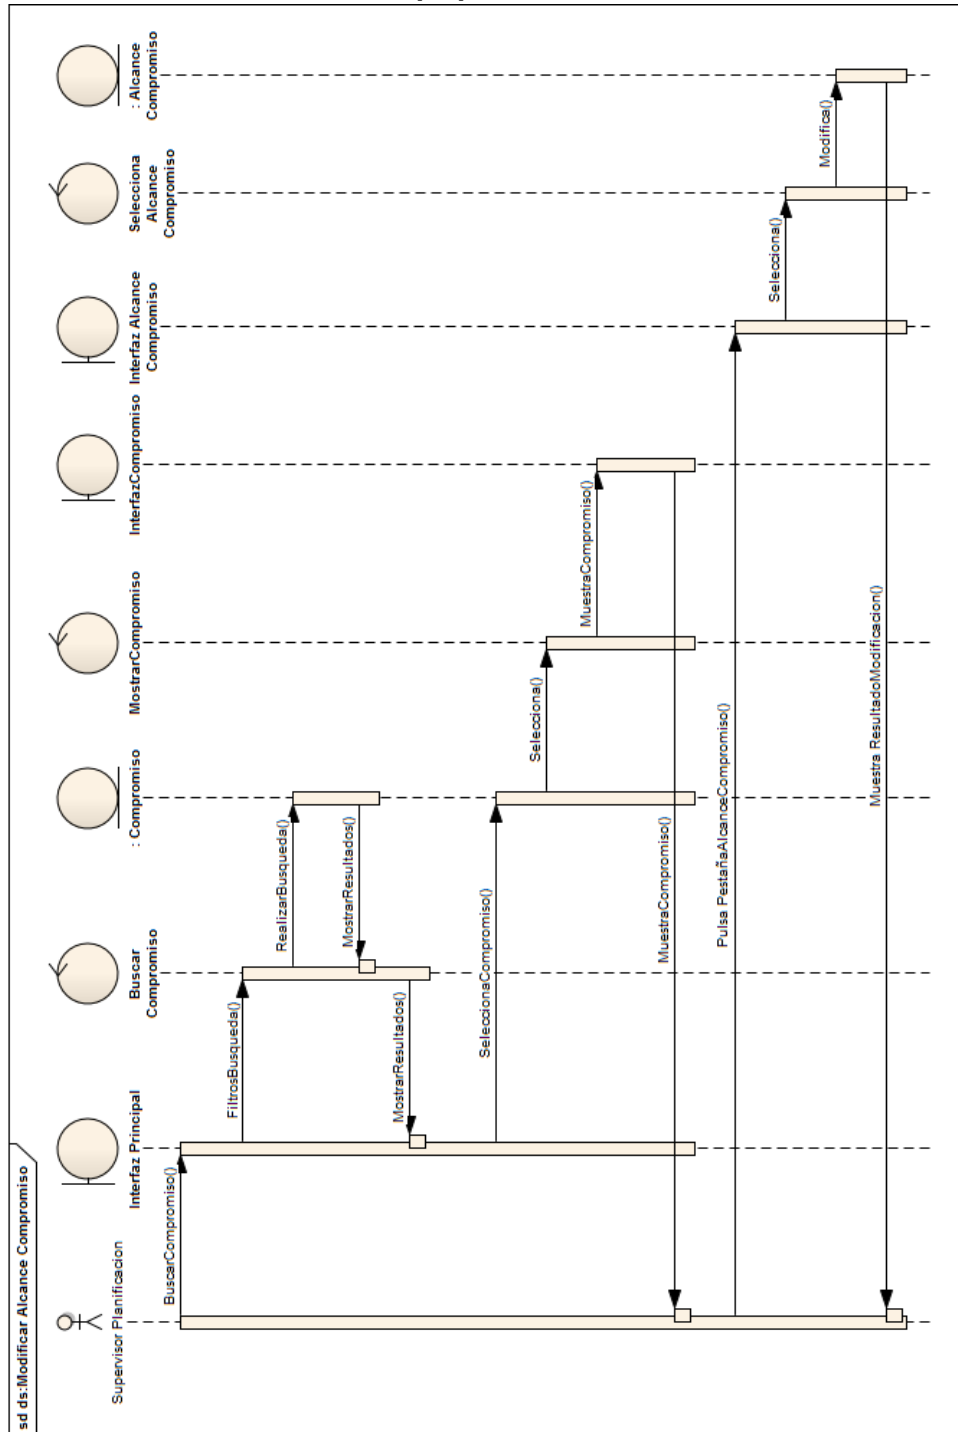 sd ds:Modificar Alcance Compromiso
Supervisor Planificacion
Interfaz Principal
Buscar
Compromiso
: Compromiso
MostrarCompromiso
InterfazCompromiso
Interfaz Alcance
Compromiso
Selecciona
Alcance
Compromiso
: Alcance
Compromiso
BuscarCompromiso()
FiltrosBusqueda()
RealizarBusqueda()
MostrarResultados()
MostrarResultados()
SeleccionaCompromiso()
Selecciona()
MuestraCompromiso()
MuestraCompromiso()
Pulsa PestañaAlcanceCompromiso()
Selecciona()
Modifica()
Muestra ResultadoModificacion()